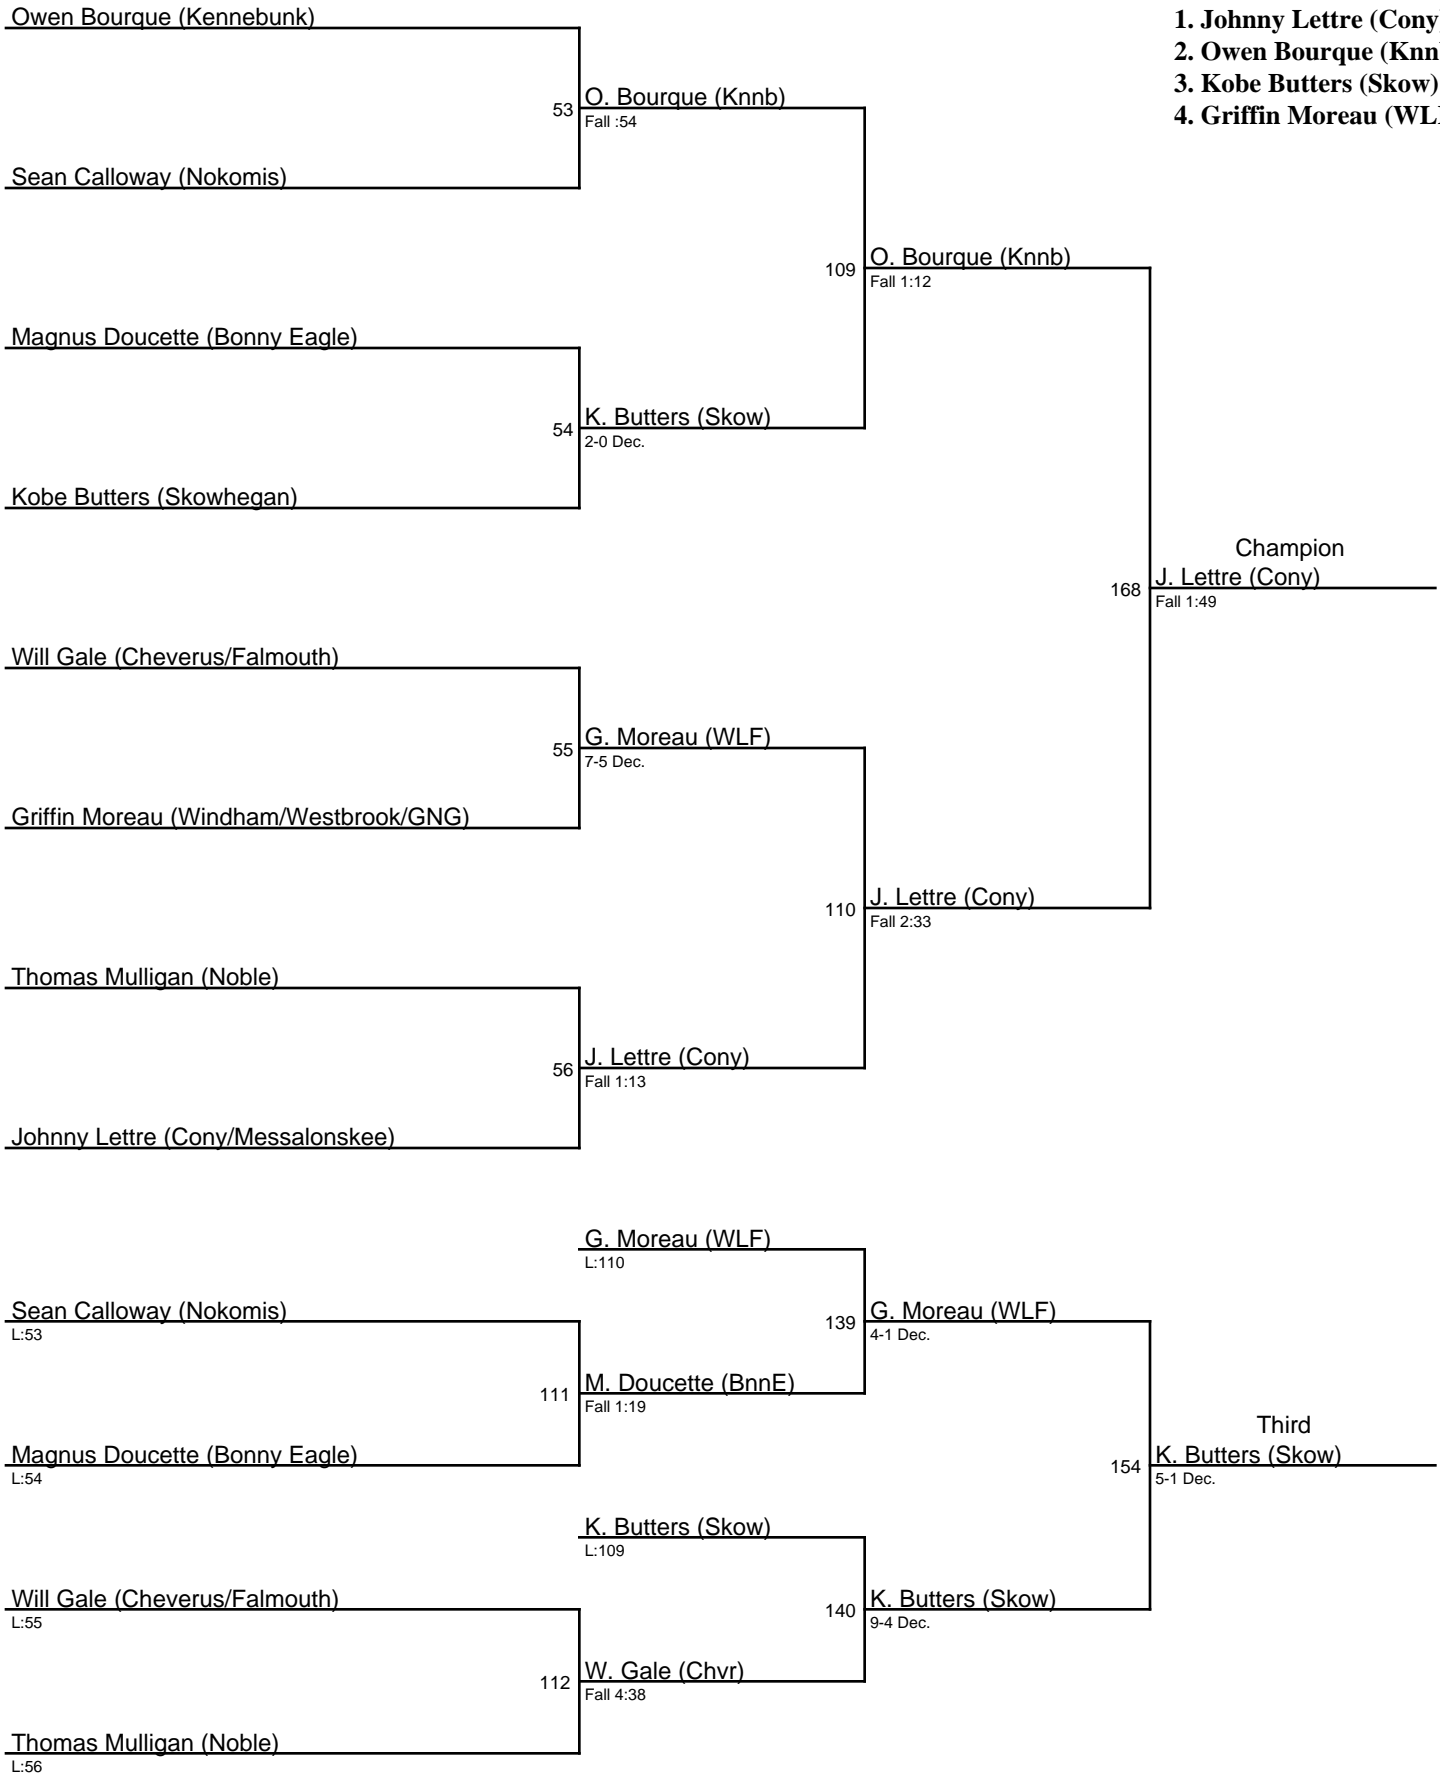 Owen Bourque (Kennebunk)
1. Johnny Lettre (Cony
2. Owen Bourque (Knn
3. Kobe Butters (Skow)
4. Griffin Moreau (WL
53
O. Bourque (Knnb)
Fall :54
Sean Calloway (Nokomis)
109
O. Bourque (Knnb)
Fall 1:12
Magnus Doucette (Bonny Eagle)
54
K. Butters (Skow)
2-0 Dec.
Kobe Butters (Skowhegan)
Champion
168
J. Lettre (Cony)
Fall 1:49
Will Gale (Cheverus/Falmouth)
55
G. Moreau (WLF)
7-5 Dec.
Griffin Moreau (Windham/Westbrook/GNG)
110
J. Lettre (Cony)
Fall 2:33
Thomas Mulligan (Noble)
56
J. Lettre (Cony)
Fall 1:13
Johnny Lettre (Cony/Messalonskee)
G. Moreau (WLF)
L:110
Sean Calloway (Nokomis)
L:53
139
G. Moreau (WLF)
4-1 Dec.
111
M. Doucette (BnnE)
Fall 1:19
Magnus Doucette (Bonny Eagle)
L:54
Third
154
K. Butters (Skow)
5-1 Dec.
K. Butters (Skow)
L:109
Will Gale (Cheverus/Falmouth)
L:55
140
K. Butters (Skow)
9-4 Dec.
112
W. Gale (Chvr)
Fall 4:38
Thomas Mulligan (Noble)
L:56